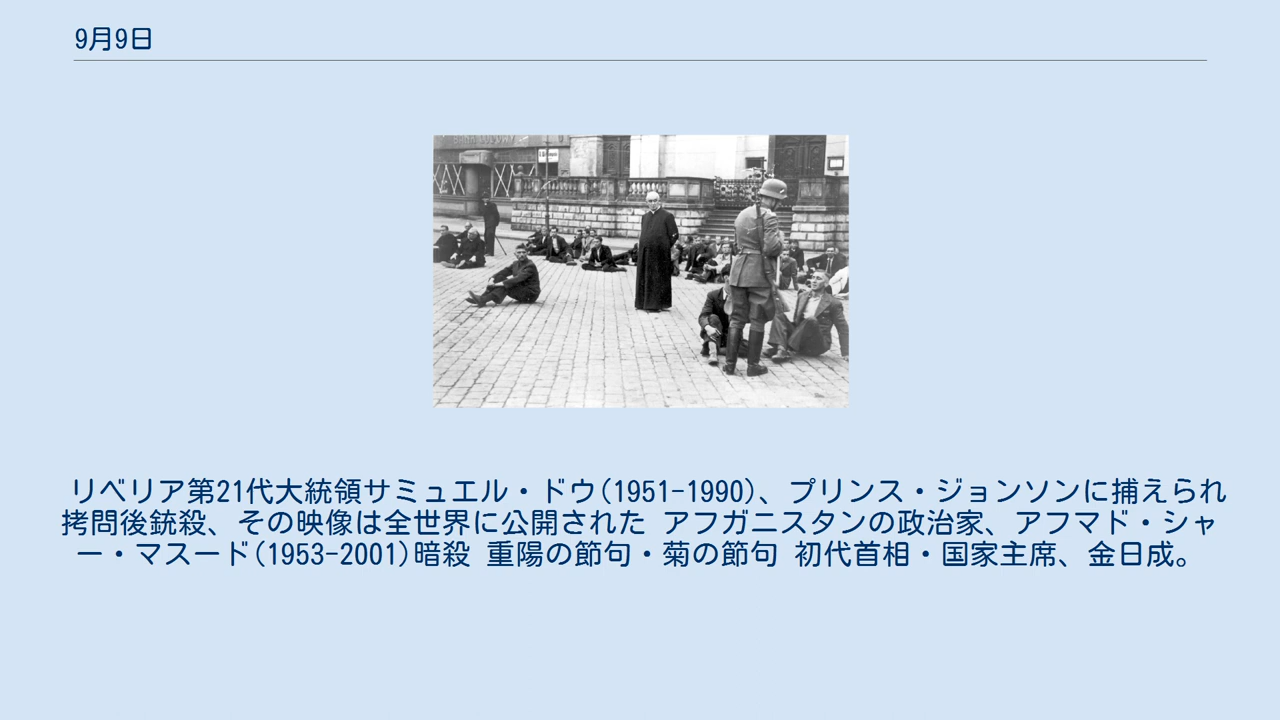 9月9日
リベリア第21代大統領サミュエル・ドウ(1951-1990)、プリンス・ジョンソンに捕えられ
拷問後銃殺、その映像は全世界に公開された アフガニスタンの政治家、アフマド・シャ
ー・マスード(1953-2001)暗殺 重陽の節句・菊の節句 初代首相・国家主席、金日成。